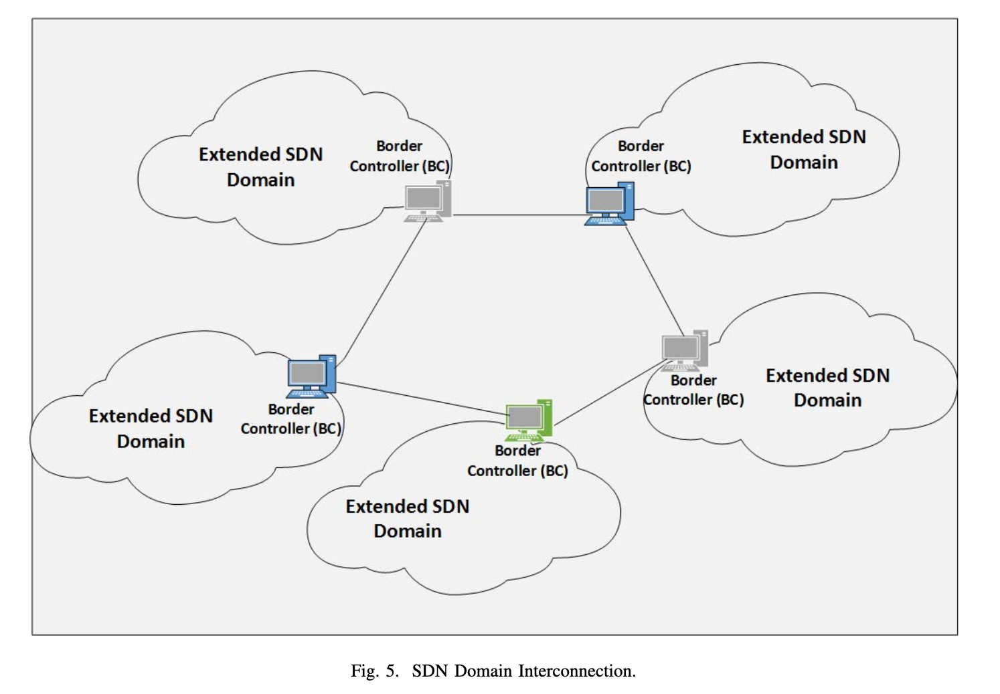 Extended SDN
Domain
Border
Controller (BC)
Border
Controller (BC)
Extended SDN
Domain
Extended SDN
Domain
Border
Controller (BC)
Border
Controller (BC)
Extended SDN
Domain
Border
Controller (BC)
Extended SDN
Domain
Fig. 5. SDN Domain Interconnection.